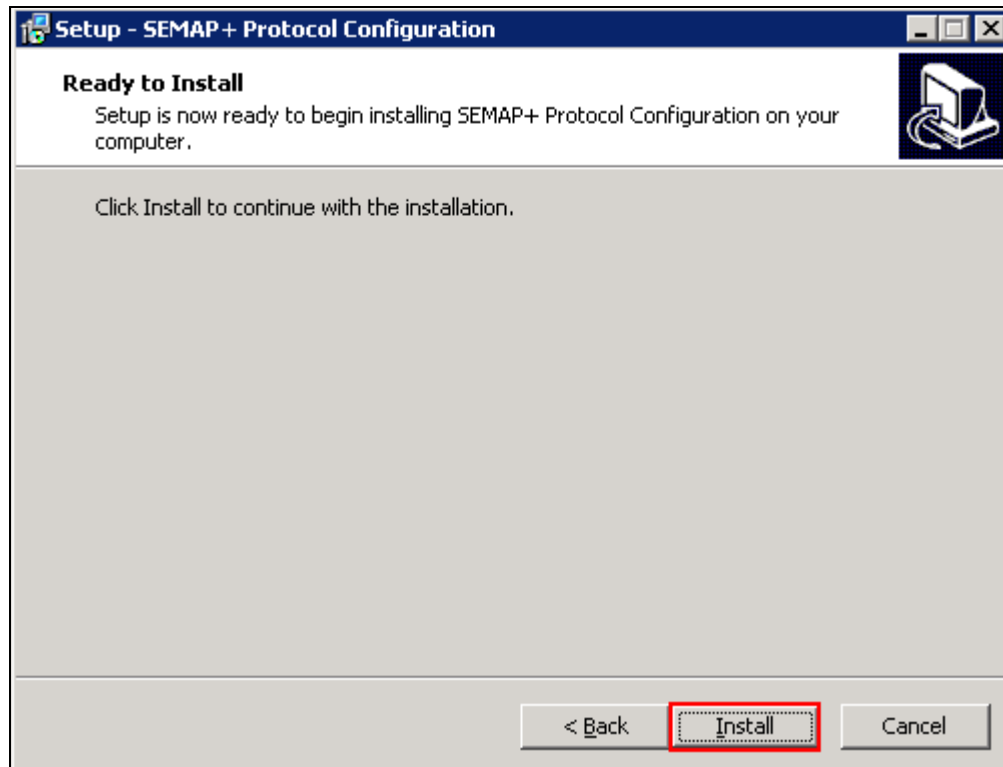 Setup - SEMAP+ Protocol Configuration
Ready to Install
Setup is now ready to begin installing SEMAP+ Protocol Configuration on your
computer.
Click Install to continue with the installation.
< Back
Install
Cancel